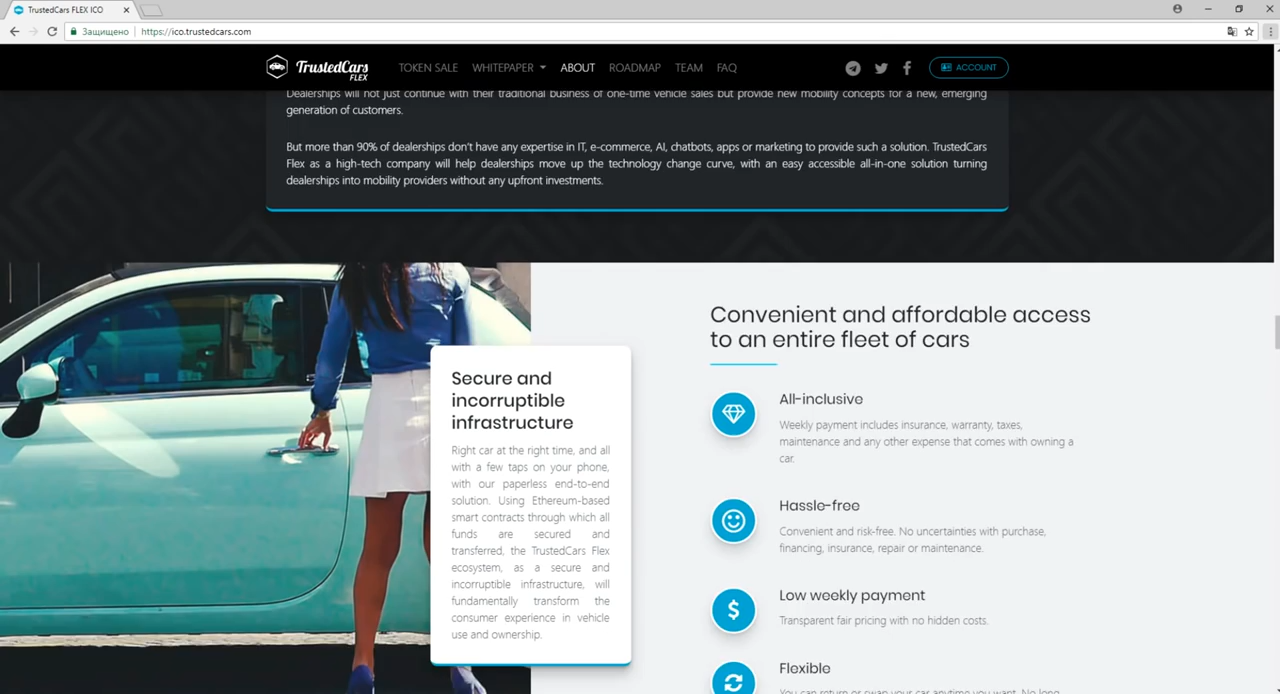 TrustedCars FLEX ICO
Защищено
https://ico.trustedcars.com
TrustedCars
FLEX
TOKEN SALE
WHITEPAPER
ABOUT
ROADMAP
TEAM
FAQ
ACCOUNT
Dealerships will not just continue with their traditional business of one-time vehicle sales but provide new mobility concepts for a new, emerging
generation of customers.
But more than 90% of dealerships don't have any expertise in IT, e-commerce, AI, chatbots, apps or marketing to provide such a solution. TrustedCars
Flex as a high-tech company will help dealerships move up the technology change curve, with an easy accessible all-in-one solution turning
dealerships into mobility providers without any upfront investments.
Secure and
incorruptible
infrastructure
Right car at the right time, and all
with a few taps on your phone,
with our paperless end-to-end
solution. Using Ethereum-based
smart contracts through which all
funds are secured and
transferred, the TrustedCars Flex
ecosystem, as a secure and
incorruptible infrastructure, will
fundamentally transform the
consumer experience in vehicle
use and ownership.
Convenient and affordable access
to an entire fleet of cars
All-inclusive
Weekly payment includes insurance, warranty, taxes,
maintenance and any other expense that comes with owning a
car.
Hassle-free
Convenient and risk-free. No uncertainties with purchase,
financing, insurance, repair or maintenance.
Low weekly payment
Transparent fair pricing with no hidden costs.
Flexible
You can return or swap your car anytime you want. No long